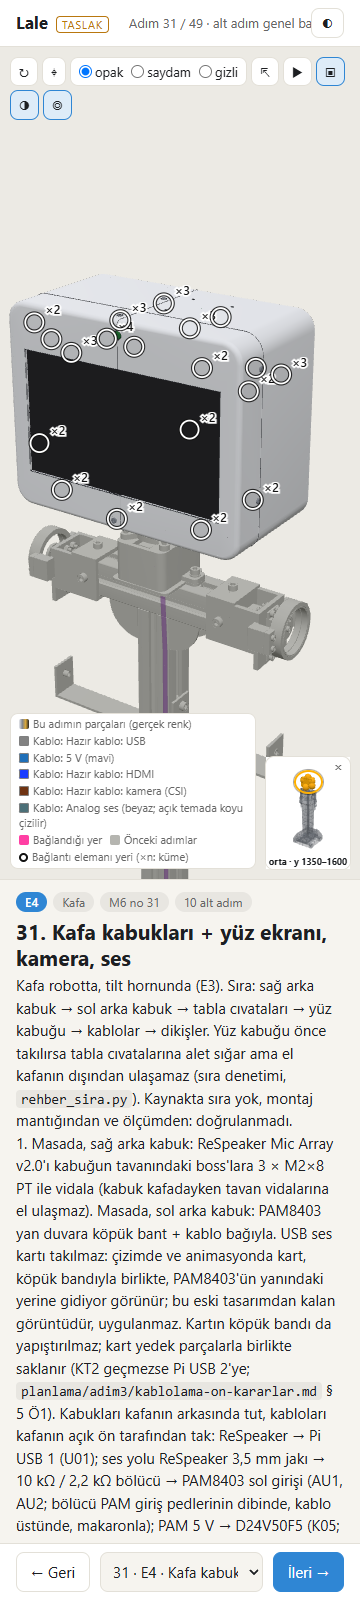 Lale TASLAK Adım 31 / 49 · alt adım genel ba
opak saydam gizli
×3
×2
×3
×4
×3
×2
×3
×2
×2
×2
×2
×2
×2
×2
Bu adımın parçaları (gerçek renk)
Kablo: Hazır kablo: USB
Kablo: 5 V (mavi)
Kablo: Hazır kablo: HDMI
Kablo: Hazır kablo: kamera (CSI)
Kablo: Analog ses (beyaz; açık temada koyu
çizilir)
Bağlandığı yer Önceki adımlar
Bağlantı elemanı yeri (×n: küme)
orta · y 1350–1600
E4 Kafa M6 no 31 10 alt adım
31. Kafa kabukları + yüz ekranı,
kamera, ses
Kafa robotta, tilt hornunda (E3). Sıra: sağ arka
kabuk → sol arka kabuk → tabla cıvataları → yüz
kabuğu → kablolar → dikişler. Yüz kabuğu önce
takılırsa tabla cıvatalarına alet sığar ama el
kafanın dışından ulaşamaz (sıra denetimi,
rehber_sira.py ). Kaynakta sıra yok, montaj
mantığından ve ölçümden: doğrulanmadı.
1. Masada, sağ arka kabuk: ReSpeaker Mic Array
v2.0'ı kabuğun tavanındaki boss'lara 3 × M2×8
PT ile vidala (kabuk kafadayken tavan vidalarına
el ulaşmaz). Masada, sol arka kabuk: PAM8403
yan duvara köpük bant + kablo bağıyla. USB ses
kartı takılmaz: çizimde ve animasyonda kart,
köpük bandıyla birlikte, PAM8403'ün yanındaki
yerine gidiyor görünür; bu eski tasarımdan kalan
görüntüdür, uygulanmaz. Kartın köpük bandı da
yapıştırılmaz; kart yedek parçalarla birlikte
saklanır (KT2 geçmezse Pi USB 2'ye;
planlama/adim3/kablolama-on-kararlar.md §
5 Ö1). Kabukları kafanın arkasında tut, kabloları
kafanın açık ön tarafından tak: ReSpeaker → Pi
USB 1 (U01); ses yolu ReSpeaker 3,5 mm jakı →
10 kΩ / 2,2 kΩ bölücü → PAM8403 sol girişi (AU1,
AU2; bölücü PAM giriş pedlerinin dibinde, kablo
üstünde, makaronla); PAM 5 V → D24V50F5 (K05;
← Geri 31 · E4 · Kafa kabuk İleri →